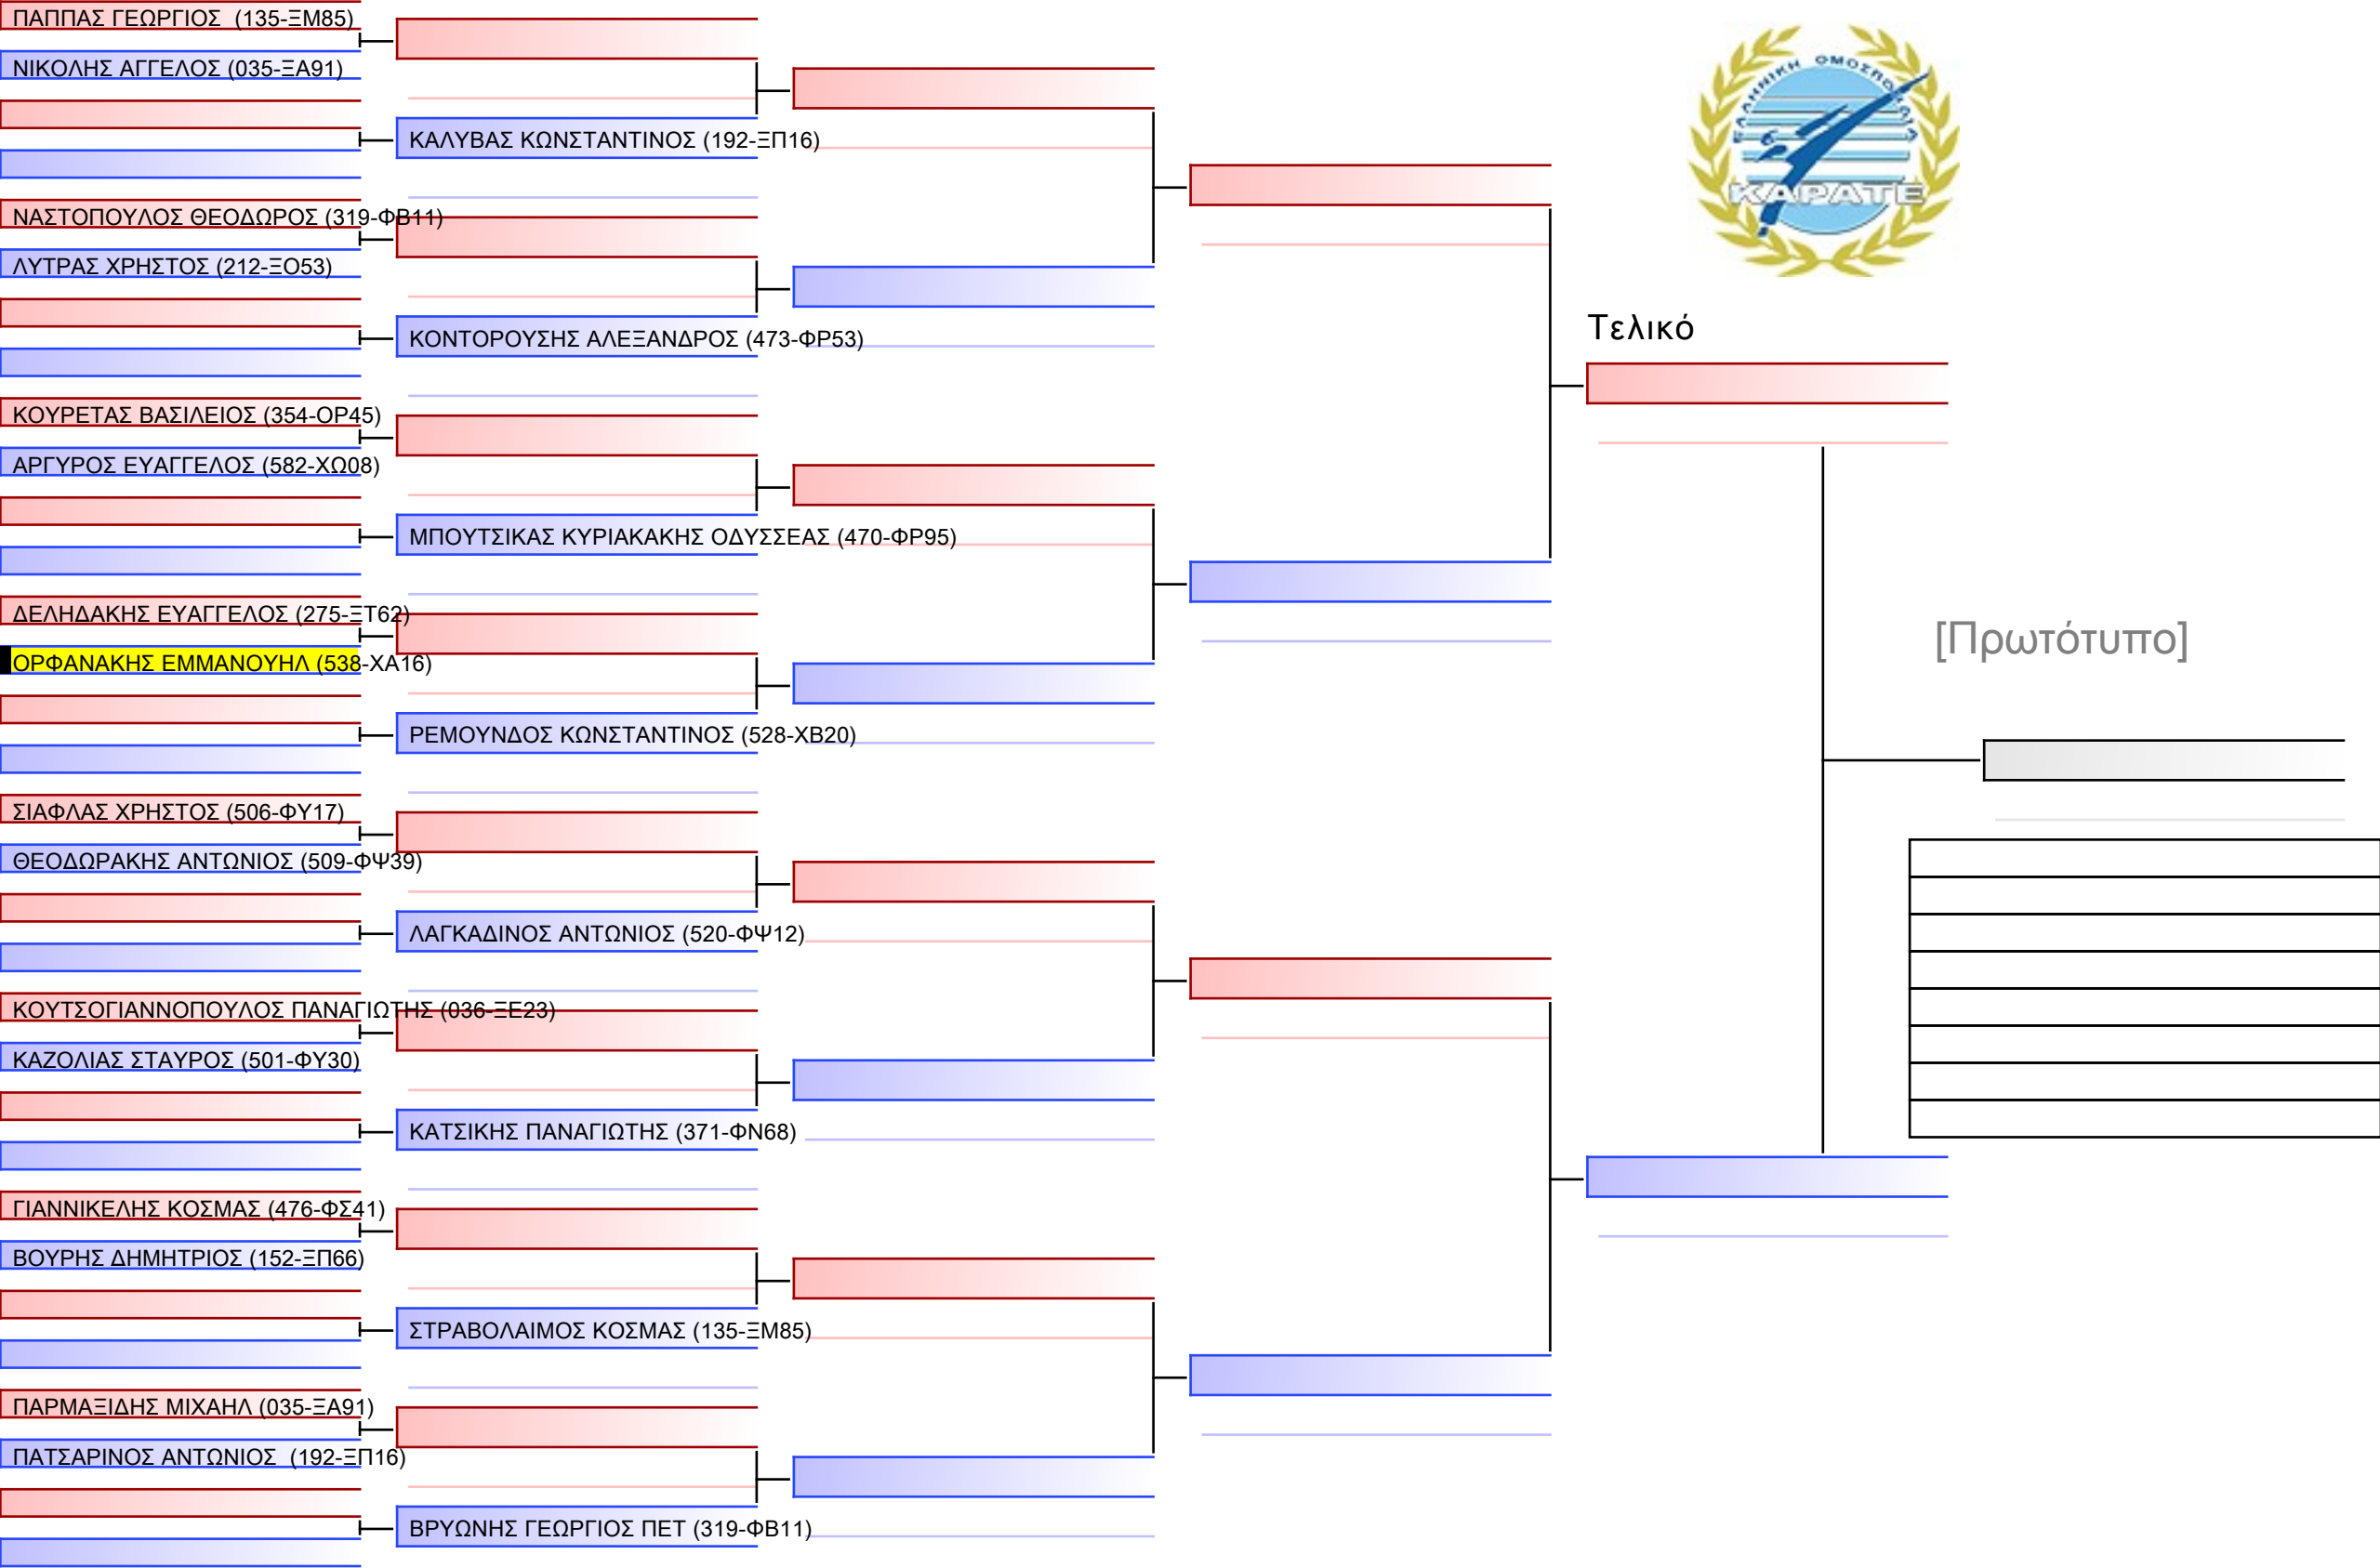 ΠΑΠΠΑΣ ΓΕΩΡΓΙΟΣ (135-ΞΜ85)
ΝΙΚΟΛΗΣ ΑΓΓΕΛΟΣ (035-ΞΑ91)
ΚΑΛΥΒΑΣ ΚΩΝΣΤΑΝΤΙΝΟΣ (192-ΞΠ16)
ΝΑΣΤΟΠΟΥΛΟΣ ΘΕΟΔΩΡΟΣ (319-ΦΒ11)
ΛΥΤΡΑΣ ΧΡΗΣΤΟΣ (212-ΞΟ53)
ΚΟΝΤΟΡΟΥΣΗΣ ΑΛΕΞΑΝΔΡΟΣ (473-ΦΡ53)
ΚΟΥΡΕΤΑΣ ΒΑΣΙΛΕΙΟΣ (354-ΟΡ45)
ΑΡΓΥΡΟΣ ΕΥΑΓΓΕΛΟΣ (582-ΧΩ08)
ΜΠΟΥΤΣΙΚΑΣ ΚΥΡΙΑΚΑΚΗΣ ΟΔΥΣΣΕΑΣ (470-ΦΡ95)
ΔΕΛΗΔΑΚΗΣ ΕΥΑΓΓΕΛΟΣ (275-ΞΤ62)
ΟΡΦΑΝΑΚΗΣ ΕΜΜΑΝΟΥΗΛ (538-ΧΑ16)
ΡΕΜΟΥΝΔΟΣ ΚΩΝΣΤΑΝΤΙΝΟΣ (528-ΧΒ20)
ΣΙΑΦΛΑΣ ΧΡΗΣΤΟΣ (506-ΦΥ17)
ΘΕΟΔΩΡΑΚΗΣ ΑΝΤΩΝΙΟΣ (509-ΦΨ39)
ΛΑΓΚΑΔΙΝΟΣ ΑΝΤΩΝΙΟΣ (520-ΦΨ12)
ΚΟΥΤΣΟΓΙΑΝΝΟΠΟΥΛΟΣ ΠΑΝΑΓΙΩΤΗΣ (036-ΞΕ23)
ΚΑΖΟΛΙΑΣ ΣΤΑΥΡΟΣ (501-ΦΥ30)
ΚΑΤΣΙΚΗΣ ΠΑΝΑΓΙΩΤΗΣ (371-ΦΝ68)
ΓΙΑΝΝΙΚΕΛΗΣ ΚΟΣΜΑΣ (476-ΦΣ41)
ΒΟΥΡΗΣ ΔΗΜΗΤΡΙΟΣ (152-ΞΠ66)
ΣΤΡΑΒΟΛΑΙΜΟΣ ΚΟΣΜΑΣ (135-ΞΜ85)
ΠΑΡΜΑΞΙΔΗΣ ΜΙΧΑΗΛ (035-ΞΑ91)
ΠΑΤΣΑΡΙΝΟΣ ΑΝΤΩΝΙΟΣ (192-ΞΠ16)
ΒΡΥΩΝΗΣ ΓΕΩΡΓΙΟΣ ΠΕΤ (319-ΦΒ11)
ΕΛΛΗΝΙΚΗ ΟΜΟΣΠΟΝΔΙΑ
ΚΑΡΑΤΕ
Τελικό
[Πρωτότυπο]